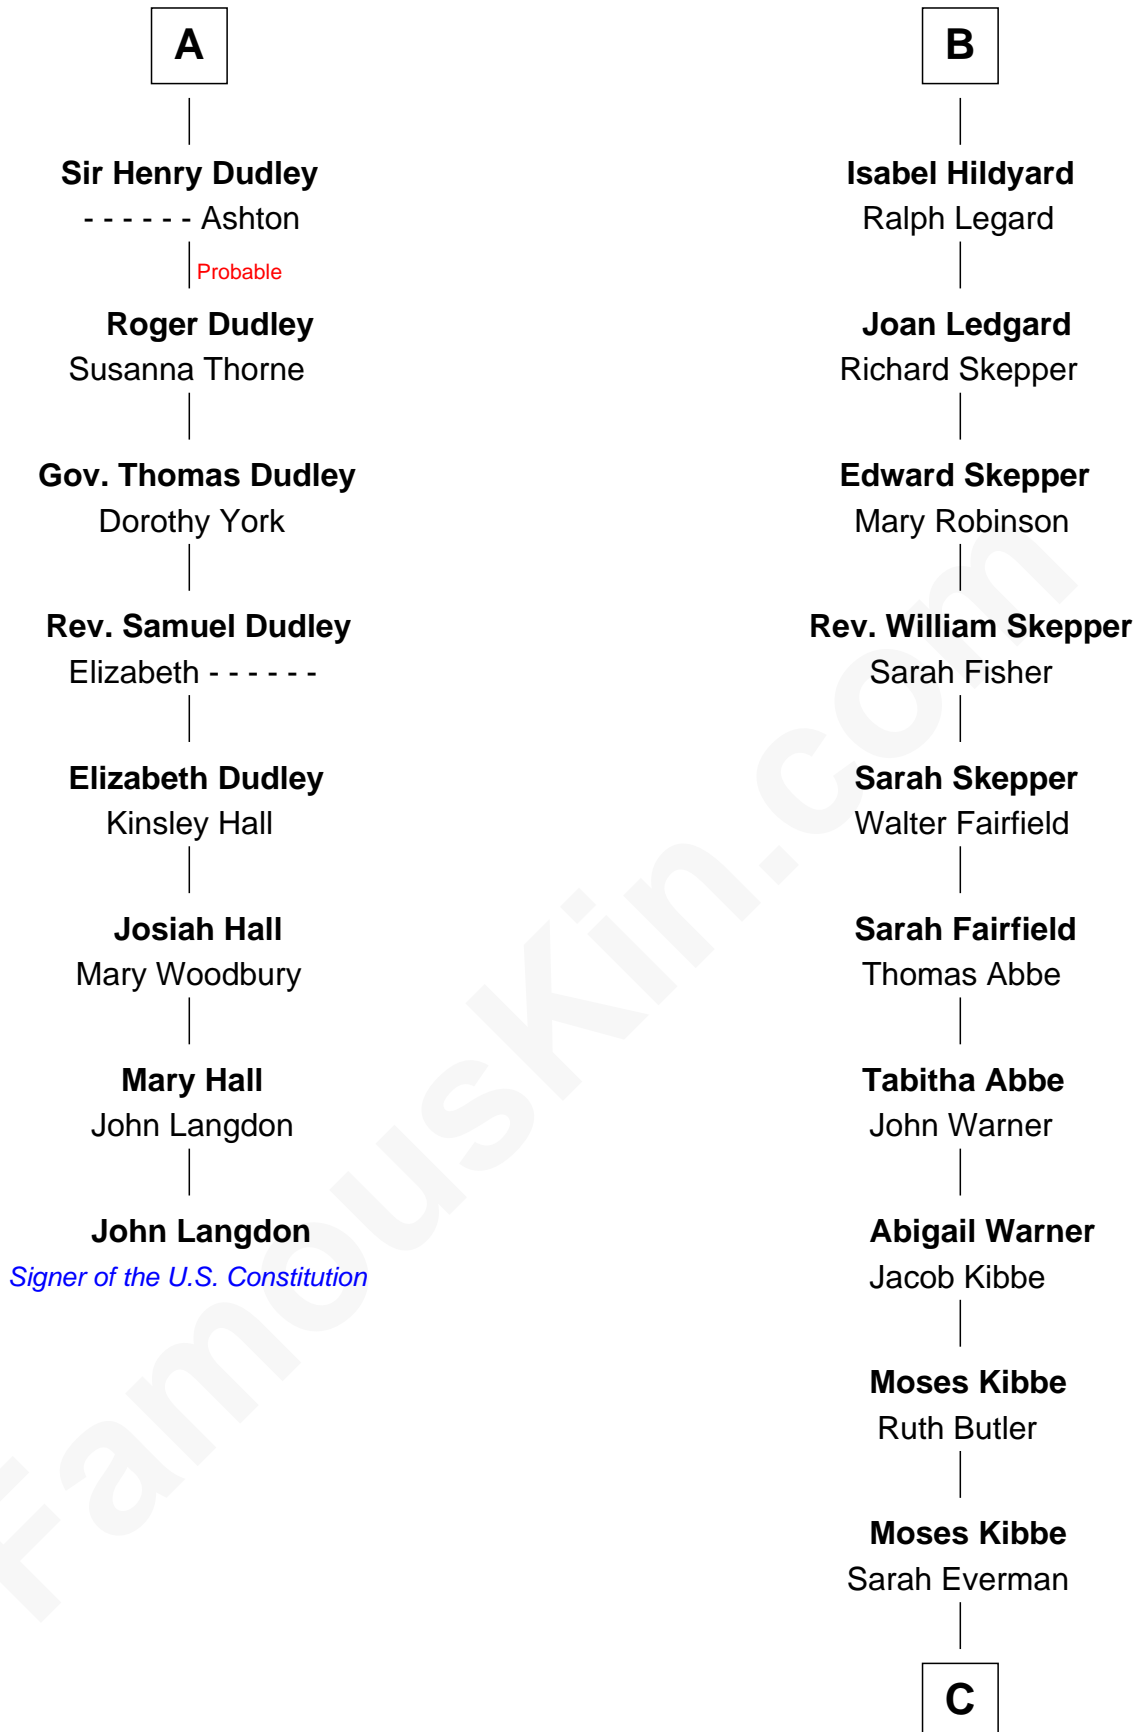 A
Sir Henry Dudley
- - - - - - Ashton
Probable
Roger Dudley
Susanna Thorne
Gov. Thomas Dudley
Dorothy York
Rev. Samuel Dudley
Elizabeth - - - - - -
Elizabeth Dudley
Kinsley Hall
Josiah Hall
Mary Woodbury
Mary Hall
John Langdon
John Langdon
Signer of the U.S. Constitution
B
Isabel Hildyard
Ralph Legard
Joan Ledgard
Richard Skepper
Edward Skepper
Mary Robinson
Rev. William Skepper
Sarah Fisher
Sarah Skepper
Walter Fairfield
Sarah Fairfield
Thomas Abbe
Tabitha Abbe
John Warner
Abigail Warner
Jacob Kibbe
Moses Kibbe
Ruth Butler
Moses Kibbe
Sarah Everman
C
FamousKin.com